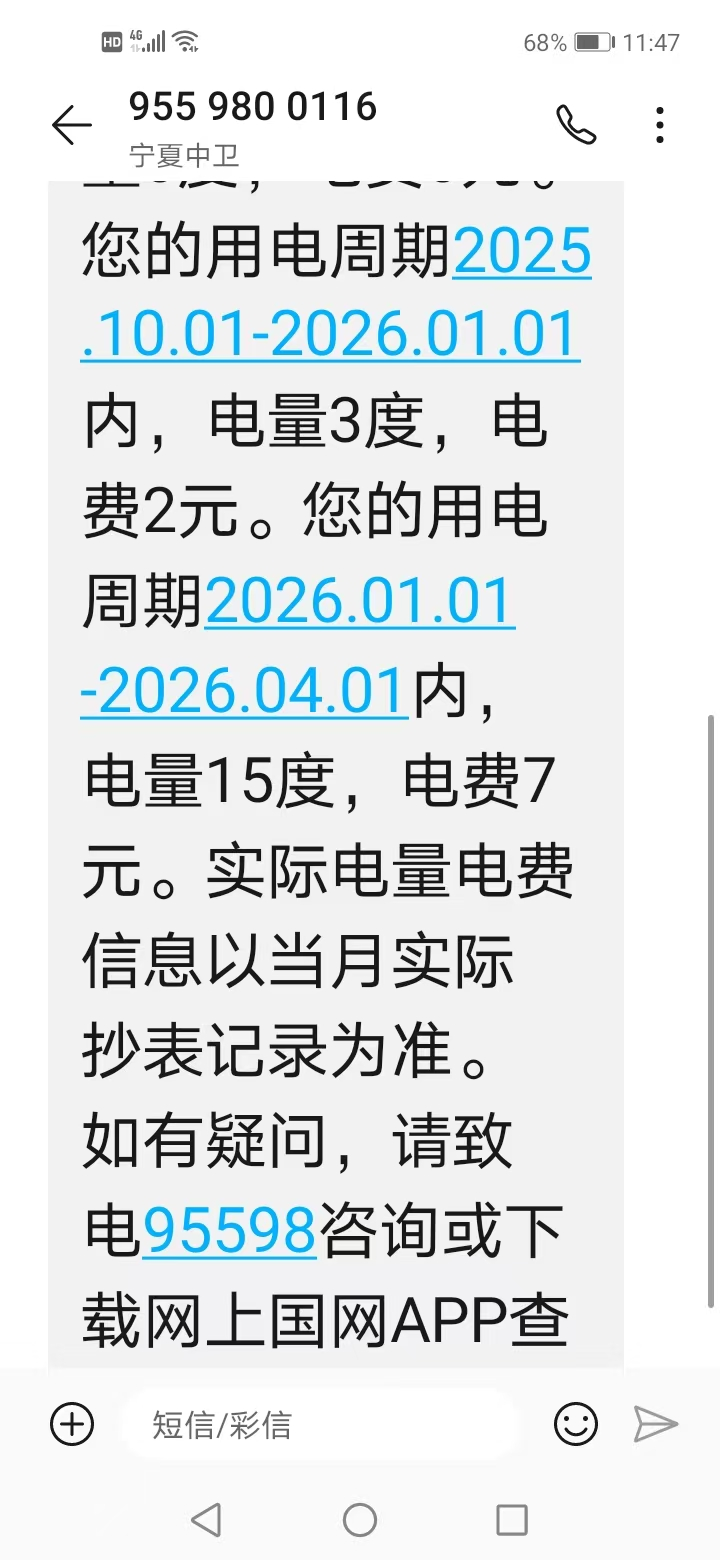 HD 4G 68% 11:47
955 980 0116
宁夏中卫
您的用电周期2025
.10.01-2026.01.01
内，电量3度，电
费2元。您的用电
周期2026.01.01
-2026.04.01内，
电量15度，电费7
元。实际电量电费
信息以当月实际
抄表记录为准。
如有疑问，请致
电95598咨询或下
载网上国网APP查
短信/彩信